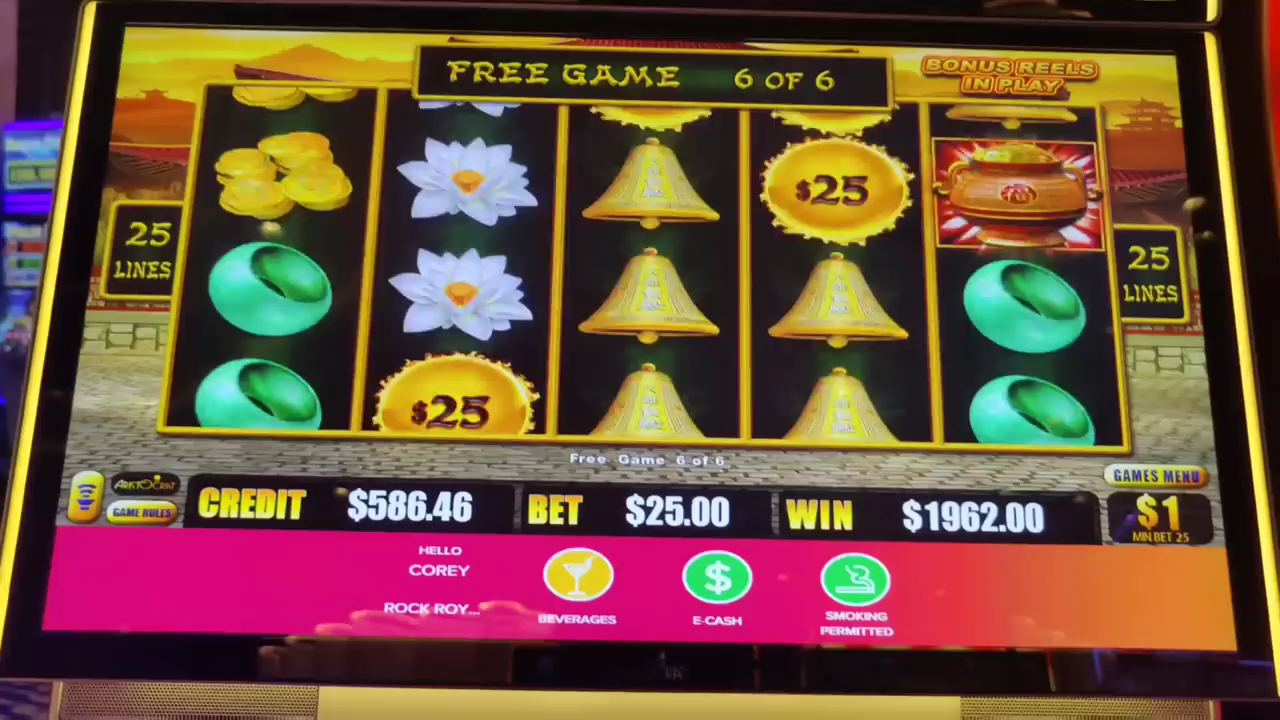 FREE GAME 6 OF 6
BONUS REELS
IN PLAY
$25
25
LINES
25
LINES
$25
Free Game 6 of 6
GAMES MENU
ARISTOCRAT
GAME RULES
CREDIT $586.46 BET $25.00 WIN $1962.00
$1
MIN BET 25
HELLO
COREY
ROCK ROY...
BEVERAGES
E-CASH
SMOKING
PERMITTED